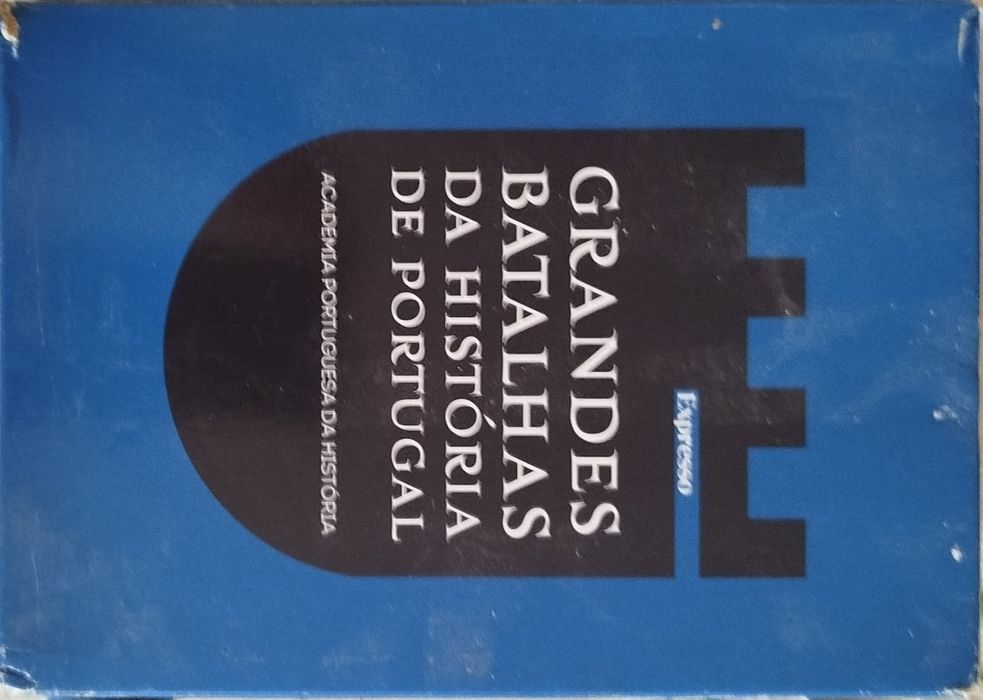 Expresso
GRANDES
BATALHAS
DA HISTÓRIA
DE PORTUGAL
ACADEMIA PORTUGUESA DA HISTÓRIA